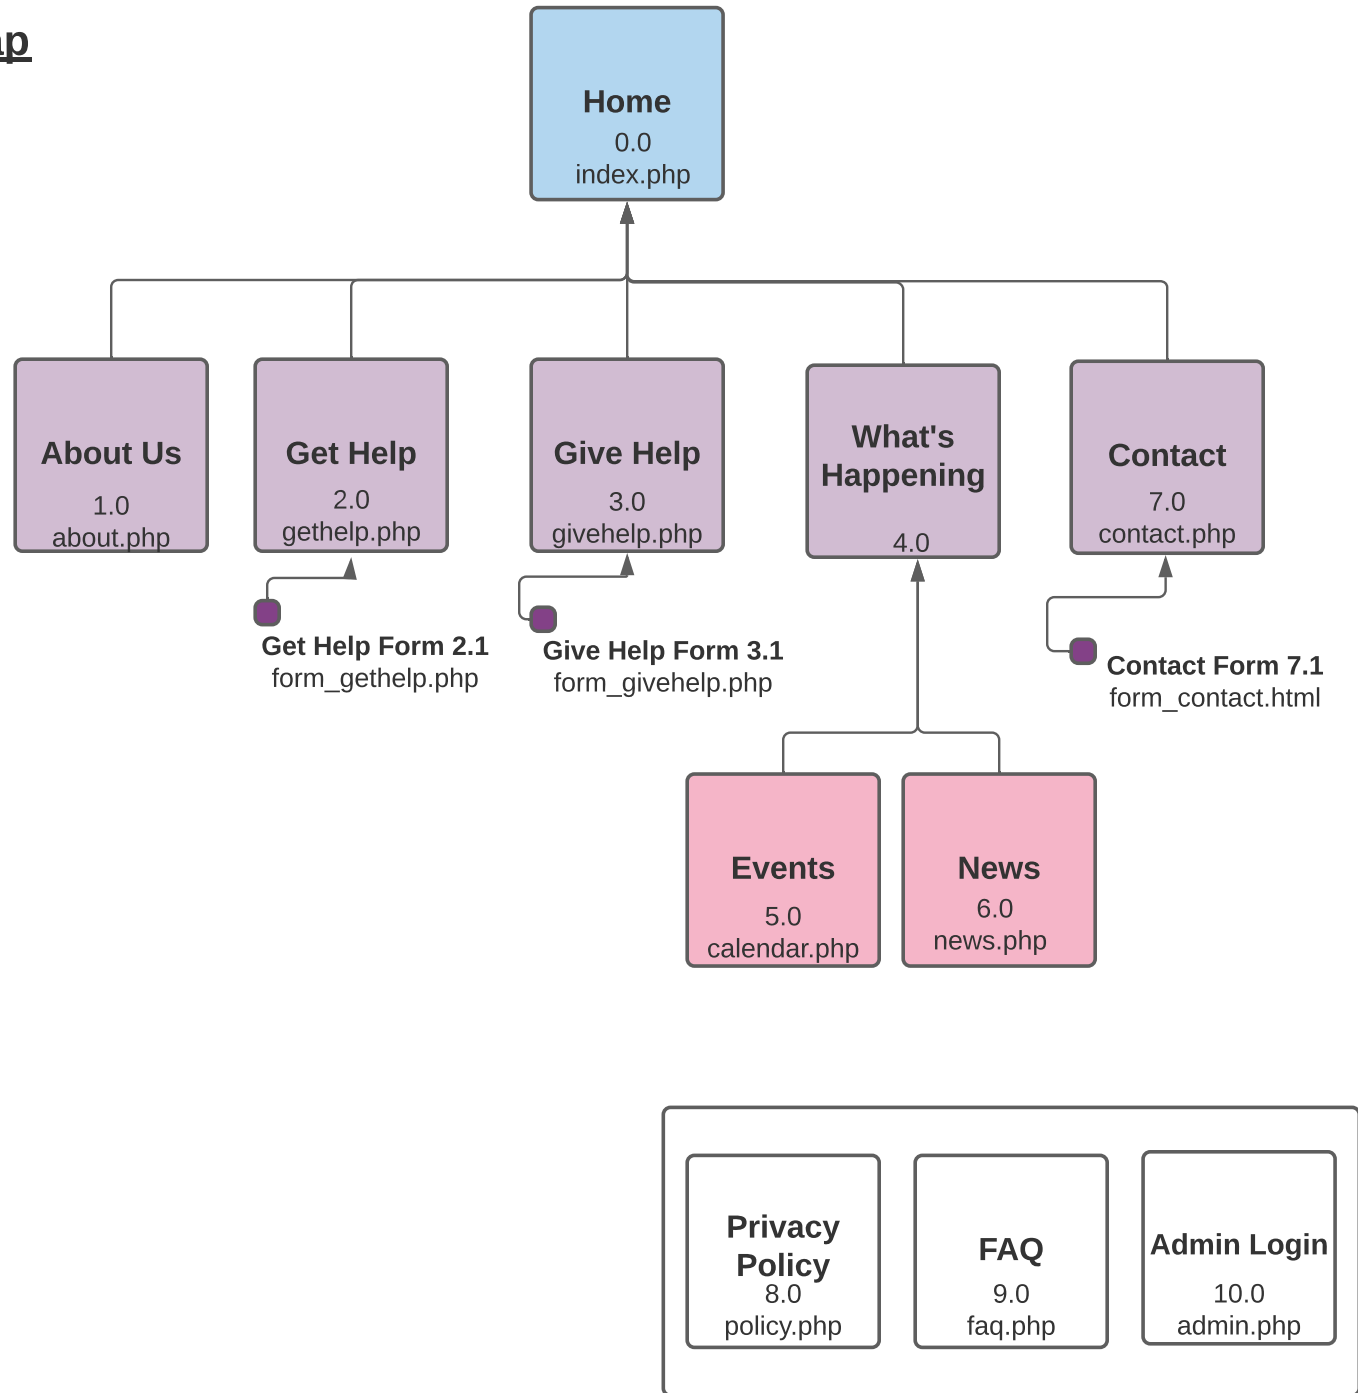 ap
Home
0.0
index.php
About Us
1.0
about.php
Get Help
2.0
gethelp.php
Give Help
3.0
givehelp.php
What's
Happening
4.0
Contact
7.0
contact.php
Get Help Form 2.1
form_gethelp.php
Give Help Form 3.1
form_givehelp.php
Contact Form 7.1
form_contact.html
Events
5.0
calendar.php
News
6.0
news.php
Privacy
Policy
8.0
policy.php
FAQ
9.0
faq.php
Admin Login
10.0
admin.php